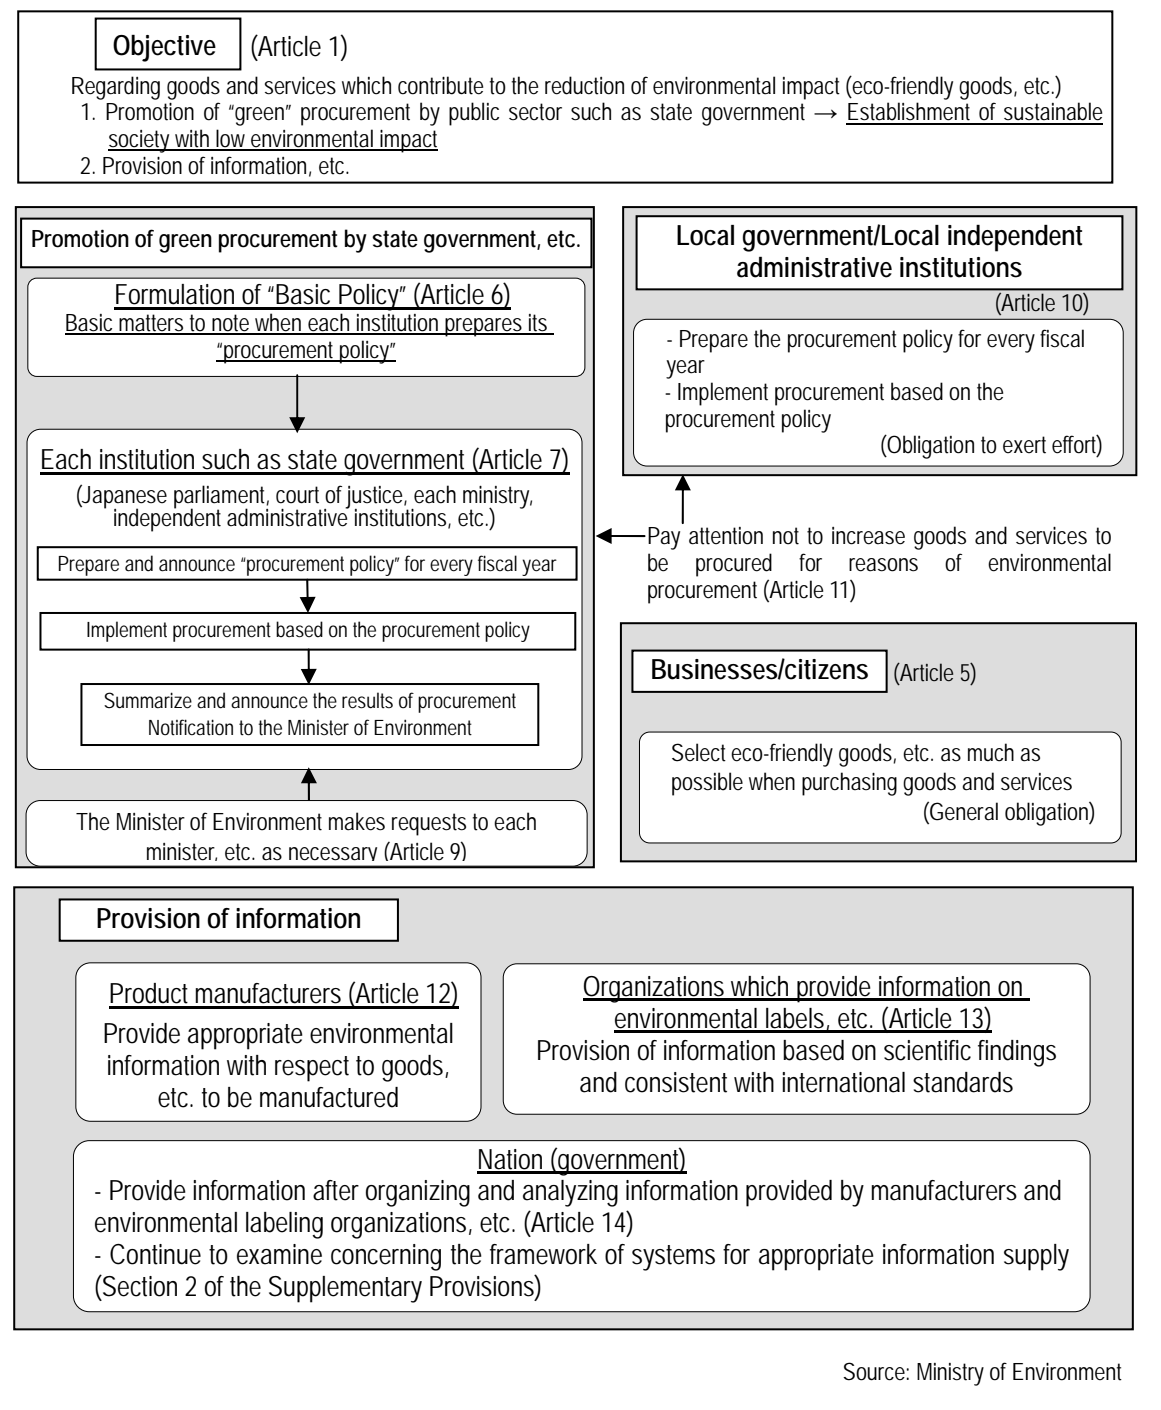 Objective (Article 1)
Regarding goods and services which contribute to the reduction of environmental impact (eco-friendly goods, etc.)
1. Promotion of “green” procurement by public sector such as state government → Establishment of sustainable
society with low environmental impact
2. Provision of information, etc.
Promotion of green procurement by state government, etc.
Formulation of “Basic Policy” (Article 6)
Basic matters to note when each institution prepares its
“procurement policy”
Each institution such as state government (Article 7)
(Japanese parliament, court of justice, each ministry,
independent administrative institutions, etc.)
Prepare and announce “procurement policy” for every fiscal year
Implement procurement based on the procurement policy
Summarize and announce the results of procurement
Notification to the Minister of Environment
The Minister of Environment makes requests to each
minister, etc. as necessary (Article 9)
Local government/Local independent
administrative institutions
(Article 10)
- Prepare the procurement policy for every fiscal
year
- Implement procurement based on the
procurement policy
(Obligation to exert effort)
Pay attention not to increase goods and services to
be procured for reasons of environmental
procurement (Article 11)
Businesses/citizens (Article 5)
Select eco-friendly goods, etc. as much as
possible when purchasing goods and services
(General obligation)
Provision of information
Product manufacturers (Article 12)
Provide appropriate environmental
information with respect to goods,
etc. to be manufactured
Organizations which provide information on
environmental labels, etc. (Article 13)
Provision of information based on scientific findings
and consistent with international standards
Nation (government)
- Provide information after organizing and analyzing information provided by manufacturers and
environmental labeling organizations, etc. (Article 14)
- Continue to examine concerning the framework of systems for appropriate information supply
(Section 2 of the Supplementary Provisions)
Source: Ministry of Environment